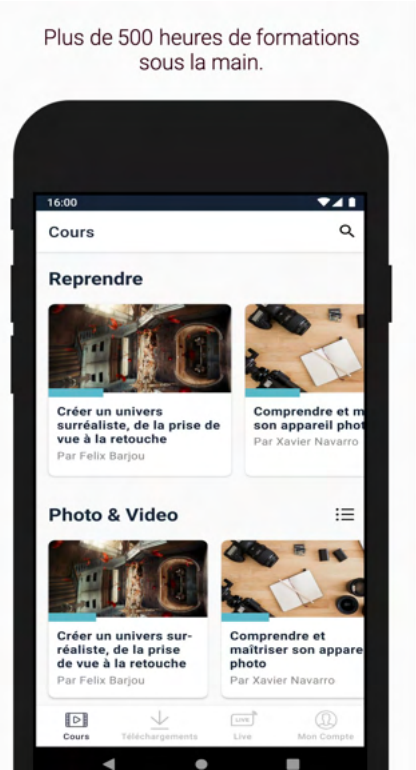 Plus de 500 heures de formations
sous la main.
16:00
Cours
Reprendre
Créer un univers
surréaliste, de la prise de
vue à la retouche
Par Felix Barjou
Comprendre et m
son appareil phot
Par Xavier Navarro
Photo & Video
Créer un univers sur-
réaliste, de la prise
de vue à la retouche
Par Felix Barjou
Comprendre et
maîtriser son appare
photo
Par Xavier Navarro
Cours
Téléchargements
LIVE
Live
Mon Compte